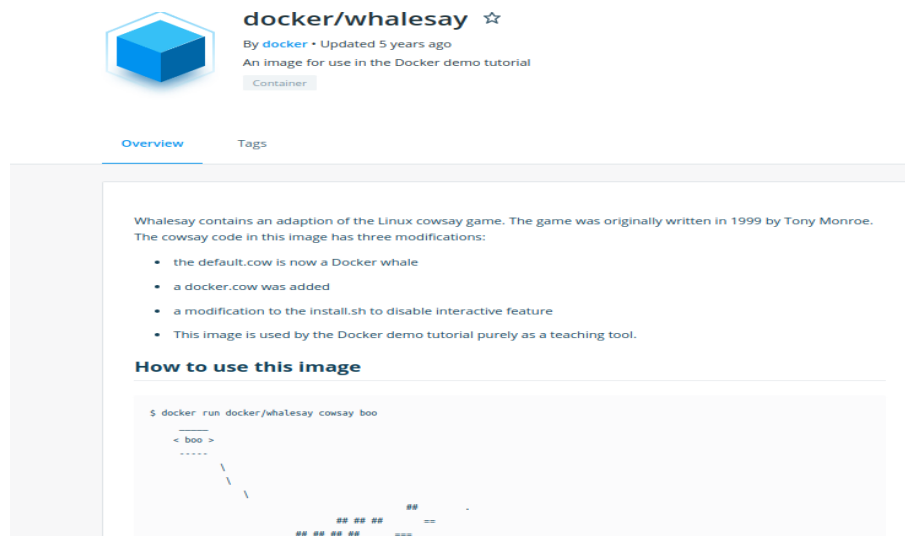 docker/whalesay ☆
By docker • Updated 5 years ago
An image for use in the Docker demo tutorial
Container
Overview Tags
Whalesay contains an adaption of the Linux cowsay game. The game was originally written in 1999 by Tony Monroe.
The cowsay code in this image has three modifications:
• the default.cow is now a Docker whale
• a docker.cow was added
• a modification to the install.sh to disable interactive feature
• This image is used by the Docker demo tutorial purely as a teaching tool.
How to use this image
$ docker run docker/whalesay cowsay boo
_____
< boo >
-----
\
\
\
## .
## ## ## ==
## ## ## ## ===